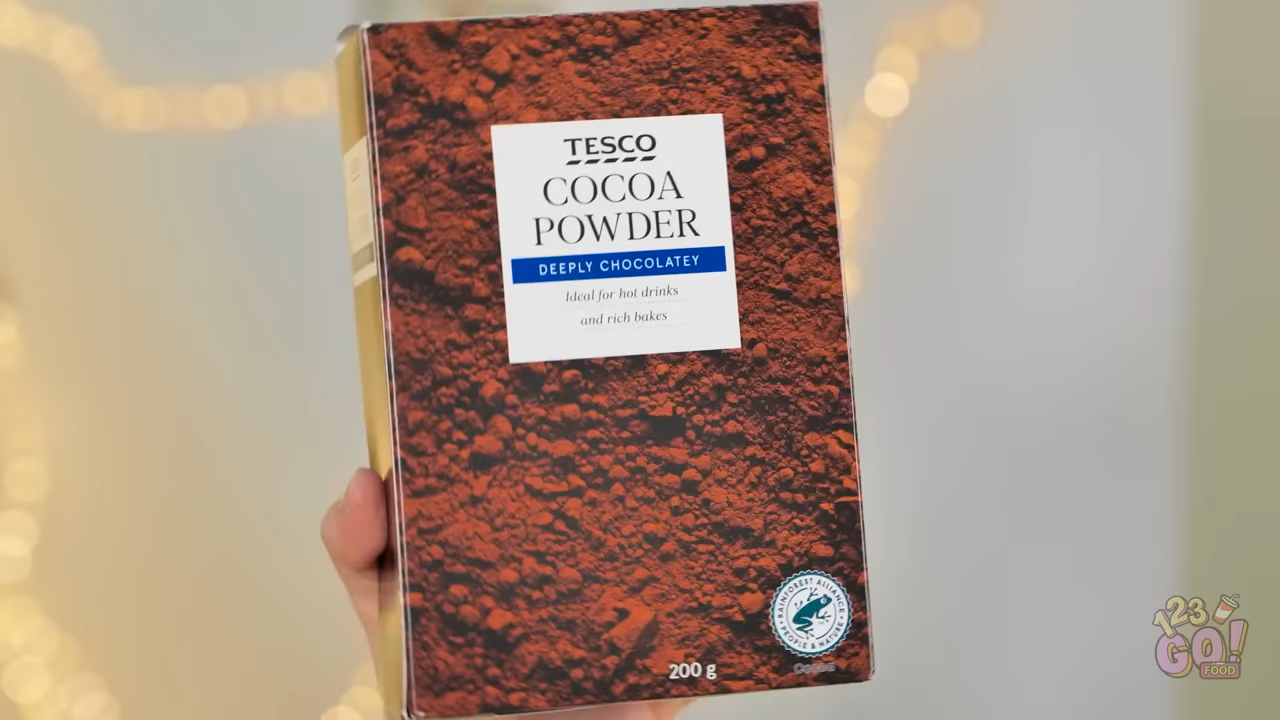 TESCO
COCOA
POWDER
DEEPLY CHOCOLATEY
Ideal for hot drinks
and rich bakes
RAINFOREST ALLIANCE
PEOPLE & NATURE
Cocoa
200 g
123
GO!
FOOD